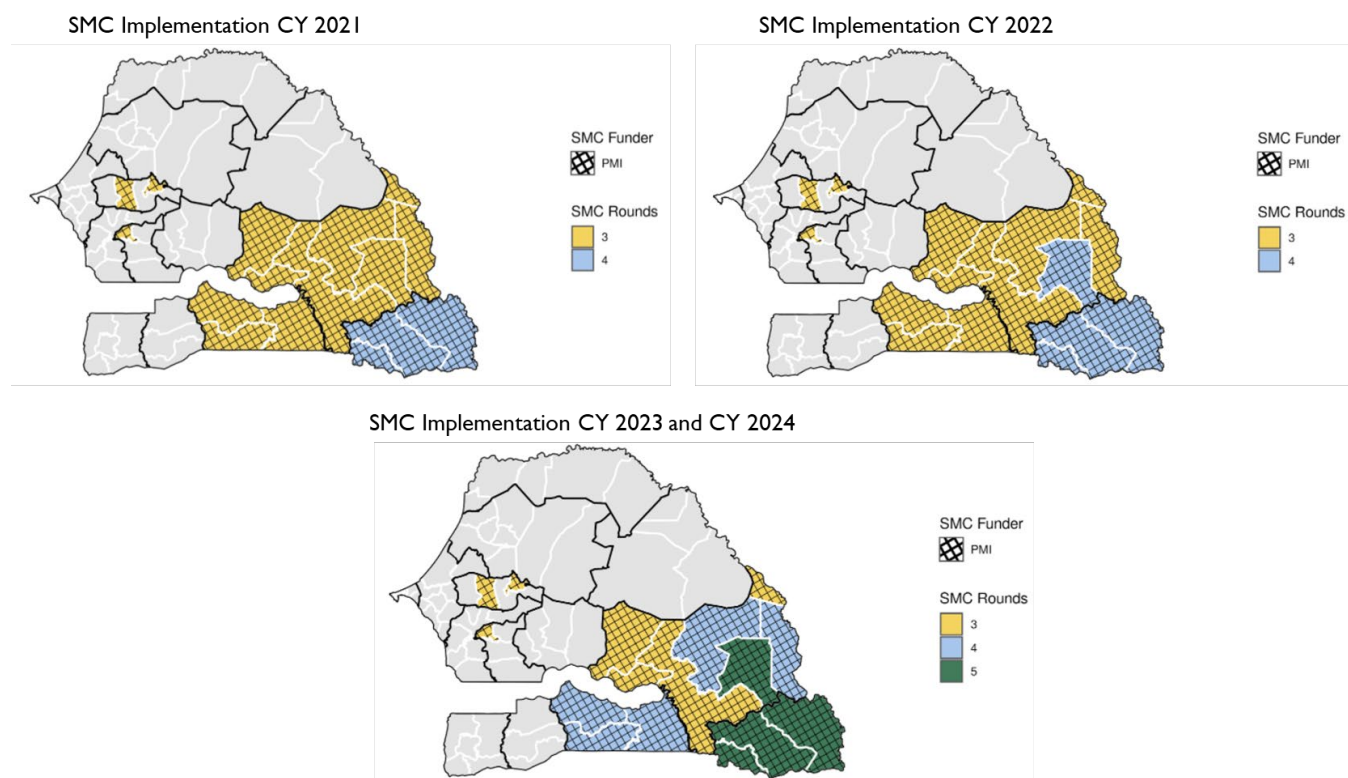 SMC Implementation CY 2021
SMC Funder
PMI
SMC Rounds
3
4
SMC Implementation CY 2022
SMC Funder
PMI
SMC Rounds
3
4
SMC Implementation CY 2023 and CY 2024
SMC Funder
PMI
SMC Rounds
3
4
5